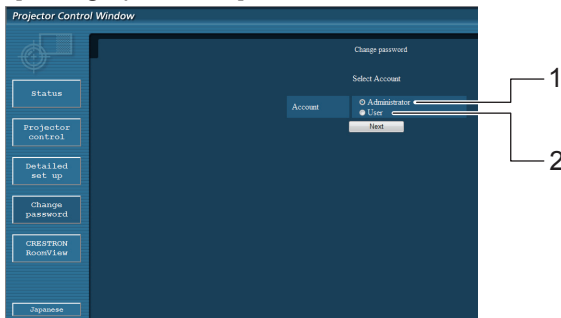 Projector Control Window
Change password
Select Account
Account
Administrator
User
Next
1
2
Status
Projector
control
Detailed
set up
Change
password
CRESTRON
RoomView
Japanese